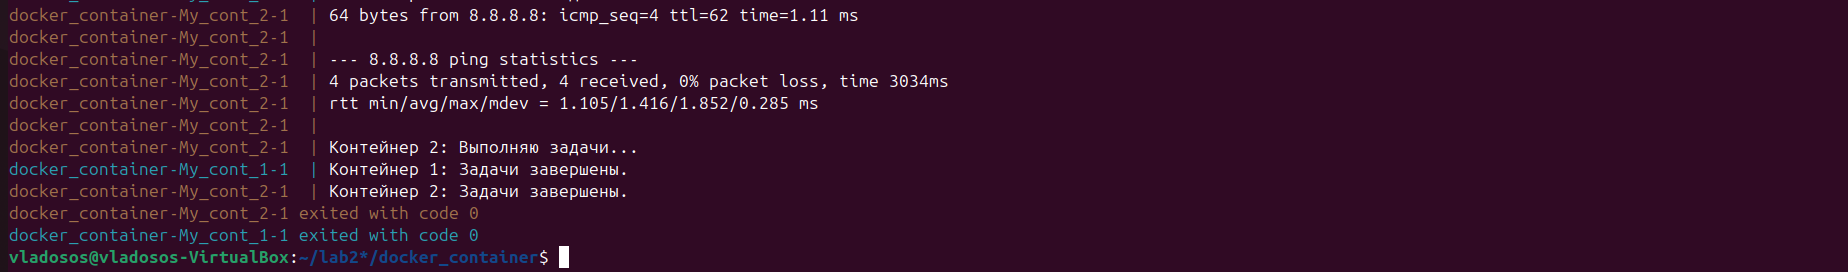 docker_container-My_cont_2-1  | 64 bytes from 8.8.8.8: icmp_seq=4 ttl=62 time=1.11 ms
docker_container-My_cont_2-1  |
docker_container-My_cont_2-1  | --- 8.8.8.8 ping statistics ---
docker_container-My_cont_2-1  | 4 packets transmitted, 4 received, 0% packet loss, time 3034ms
docker_container-My_cont_2-1  | rtt min/avg/max/mdev = 1.105/1.416/1.852/0.285 ms
docker_container-My_cont_2-1  |
docker_container-My_cont_2-1  | Контейнер 2: Выполняю задачи...
docker_container-My_cont_1-1  | Контейнер 1: Задачи завершены.
docker_container-My_cont_2-1  | Контейнер 2: Задачи завершены.
docker_container-My_cont_2-1 exited with code 0
docker_container-My_cont_1-1 exited with code 0
vladosos@vladosos-VirtualBox:~/lab2*/docker_container$